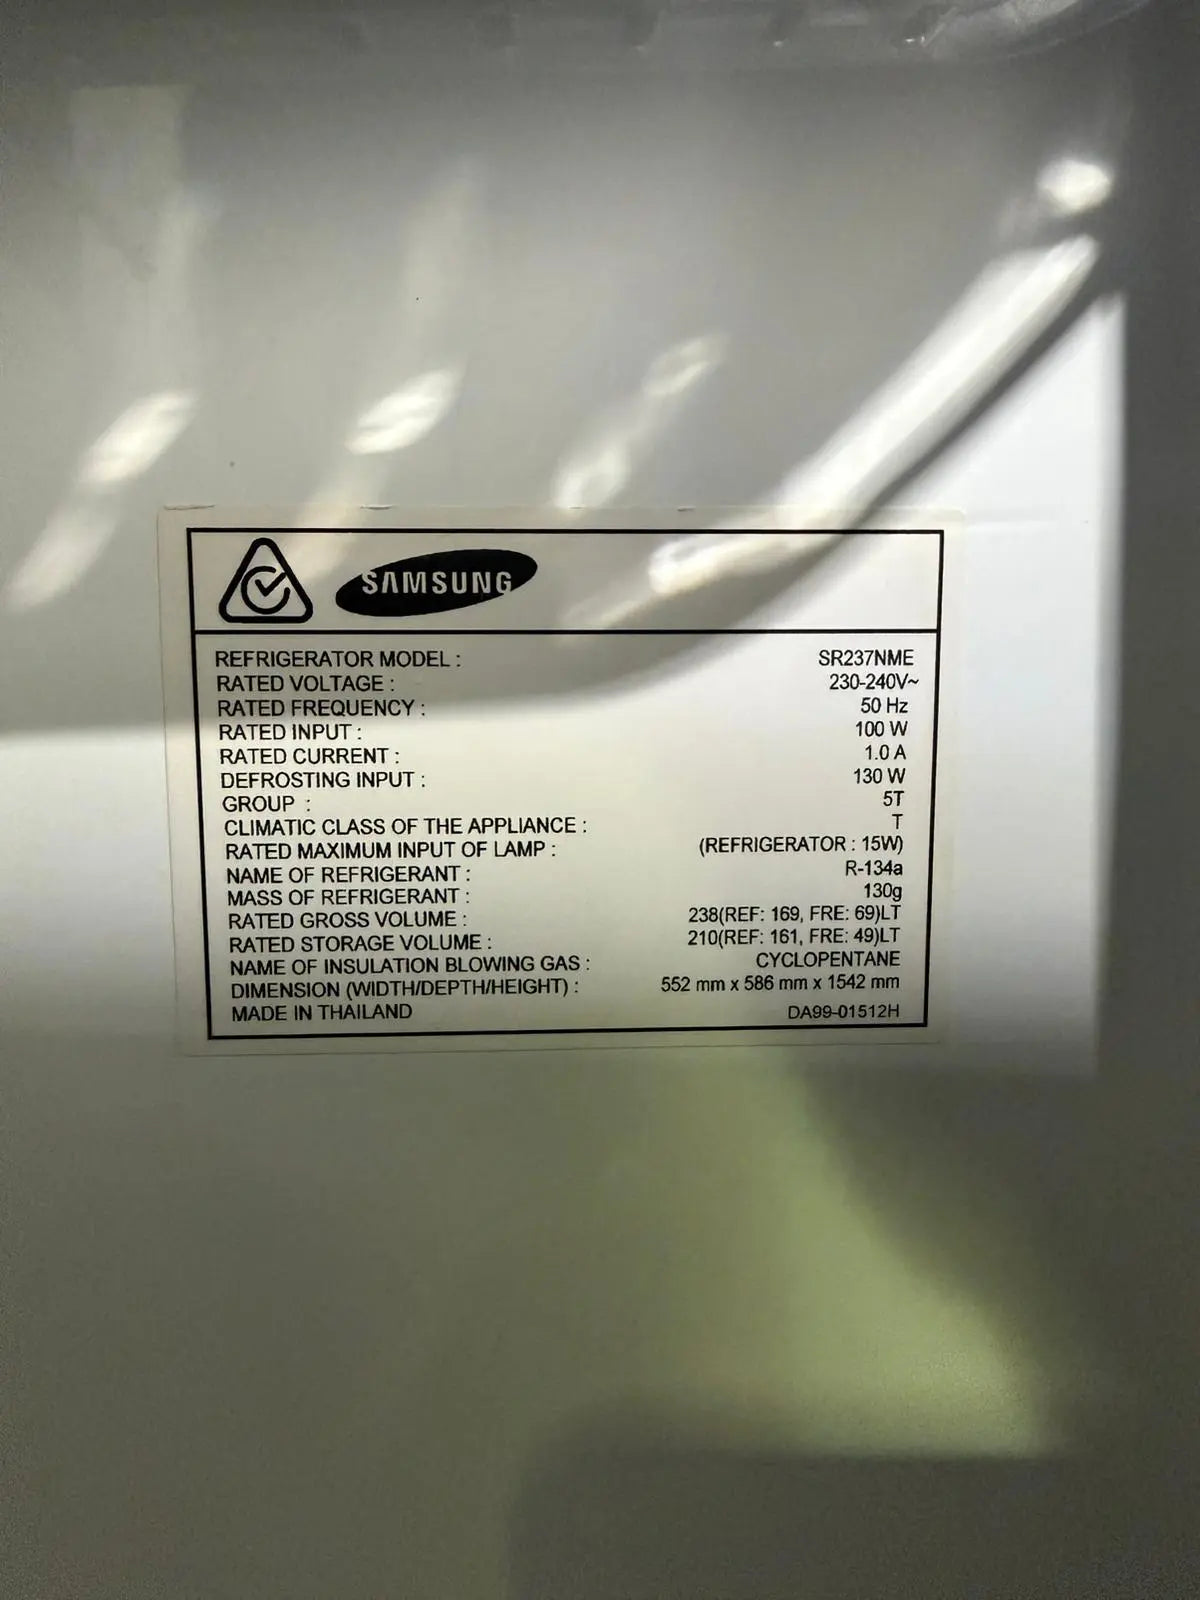 SAMSUNG
REFRIGERATOR MODEL : SR237NME
RATED VOLTAGE : 230-240V~
RATED FREQUENCY : 50 Hz
RATED INPUT : 100 W
RATED CURRENT : 1.0 A
DEFROSTING INPUT : 130 W
GROUP : 5T
CLIMATIC CLASS OF THE APPLIANCE : T
RATED MAXIMUM INPUT OF LAMP : (REFRIGERATOR : 15W)
NAME OF REFRIGERANT : R-134a
MASS OF REFRIGERANT : 130g
RATED GROSS VOLUME : 238(REF: 169, FRE: 69)LT
RATED STORAGE VOLUME : 210(REF: 161, FRE: 49)LT
NAME OF INSULATION BLOWING GAS : CYCLOPENTANE
DIMENSION (WIDTH/DEPTH/HEIGHT) : 552 mm x 586 mm x 1542 mm
MADE IN THAILAND DA99-01512H